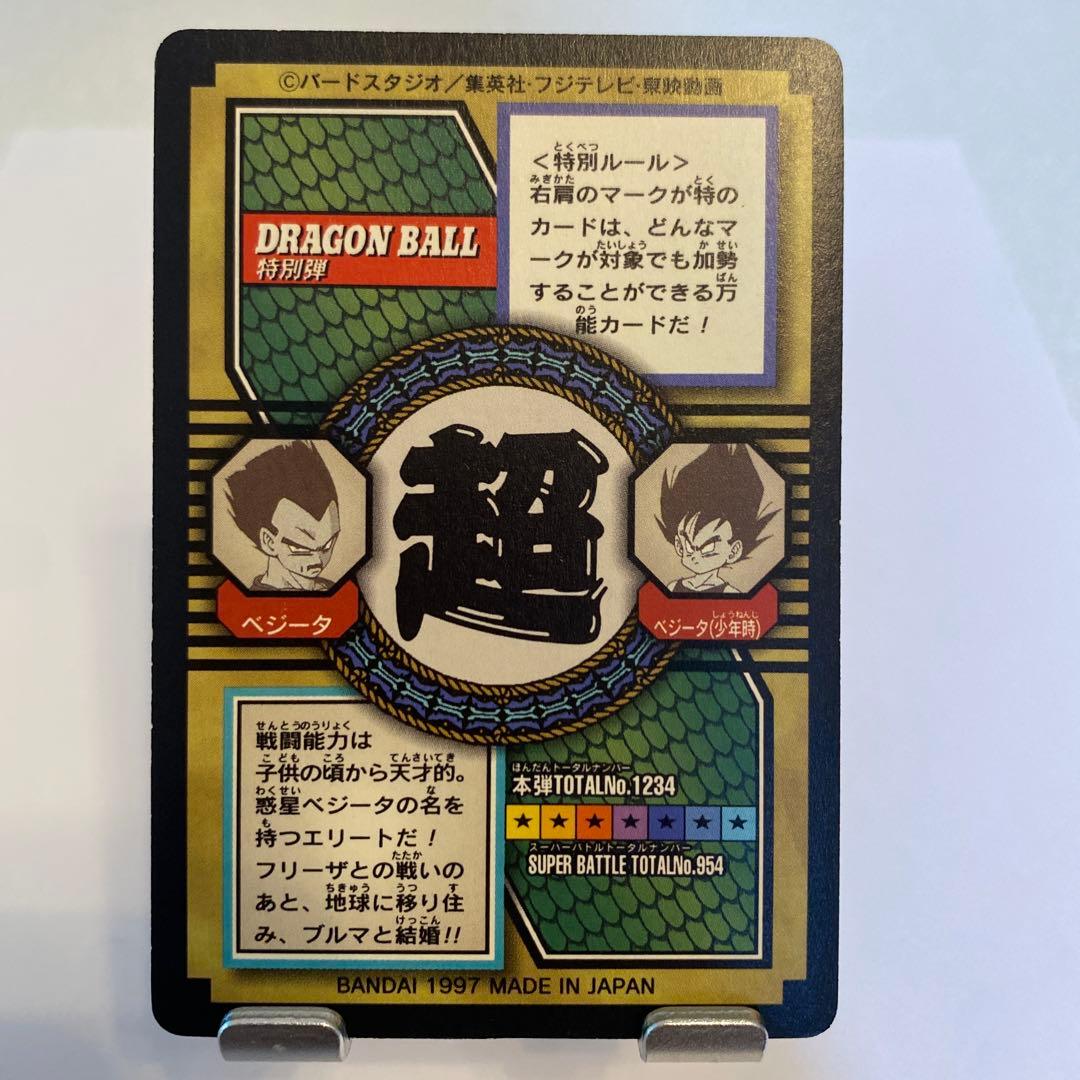 ©バードスタジオ／集英社・フジテレビ・東映動画
DRAGON BALL
特別弾
とくべつ
＜特別ルール＞
みぎかた とく
右肩のマークが特の
カードは、どんなマ
たいしょう か せい
ークが対象でも加勢
ばん
することができる万
のう
能カードだ！
超
ベジータ
しょうねんじ
ベジータ(少年時)
せんとうのうりょく
戦闘能力は
こども ころ てんさいてき
子供の頃から天才的。
わくせい な
惑星ベジータの名を
も
持つエリートだ！
たたか
フリーザとの戦いの
ちきゅう うつ す
あと、地球に移り住
けっこん
み、ブルマと結婚!!
ほんだんトータルナンバー
本弾TOTALNo.1234
スーパーバトルトータルナンバー
SUPER BATTLE TOTALNo.954
BANDAI 1997 MADE IN JAPAN